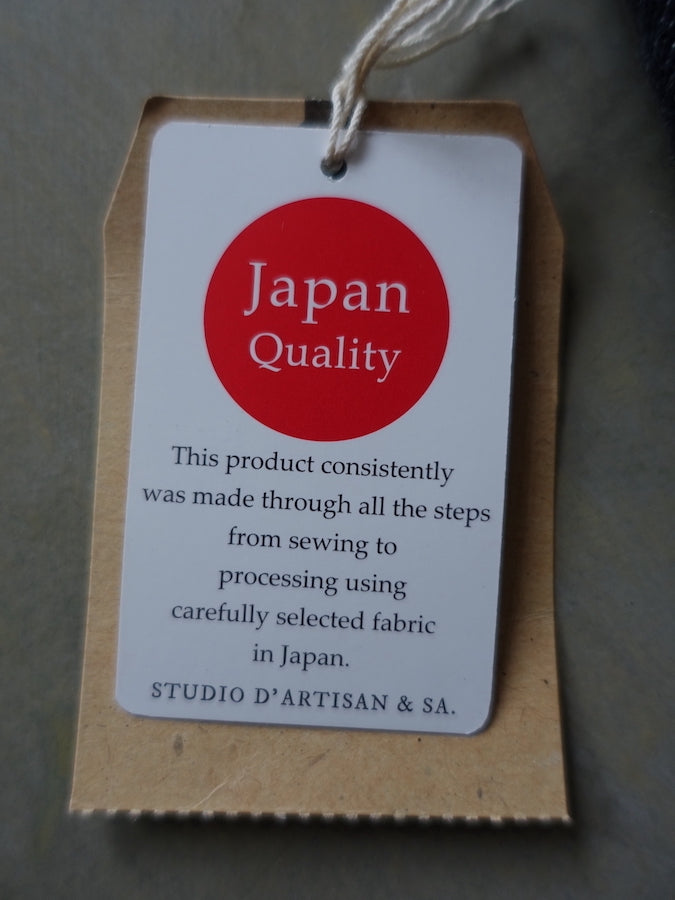 Japan
Quality
This product consistently
was made through all the steps
from sewing to
processing using
carefully selected fabric
in Japan.
STUDIO D'ARTISAN & SA.